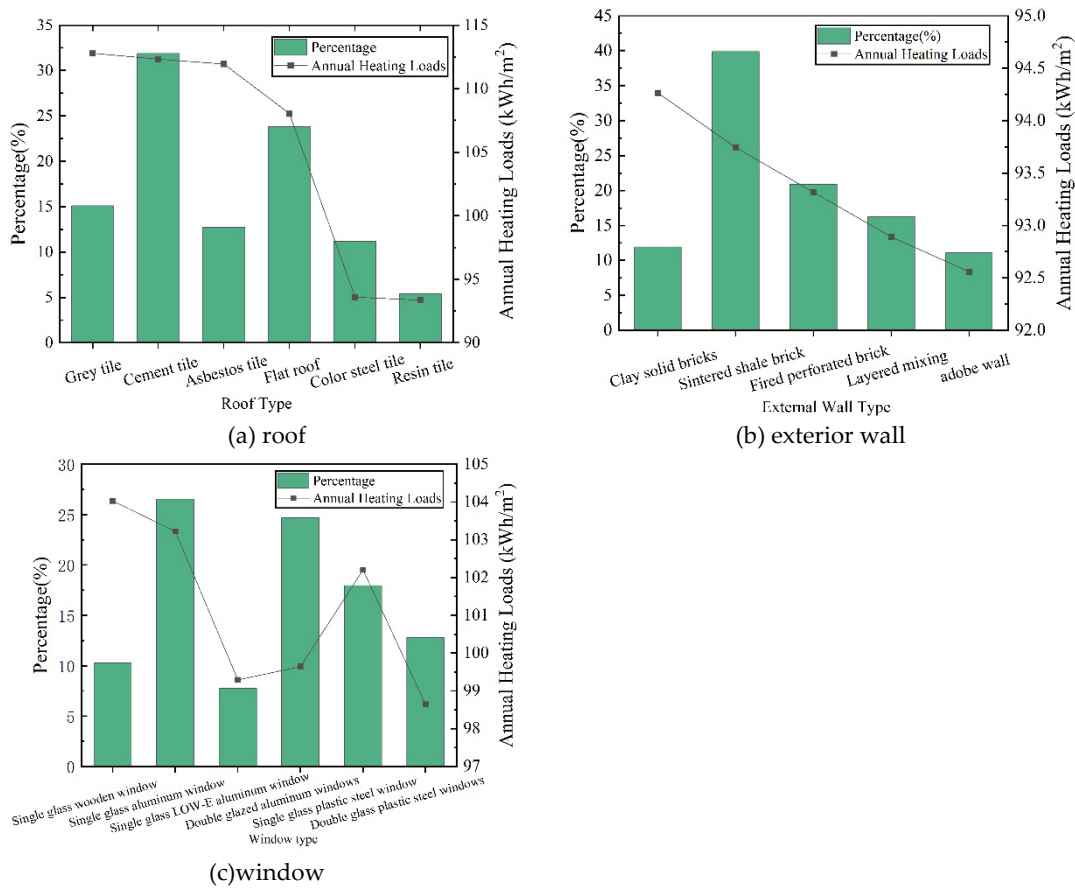 35
30
25
20
15
10
5
0
Percentage(%)
Percentage
Annual Heating Loads
115
110
105
100
95
90
Annual Heating Loads (kWh/m²)
Grey tile
Cement tile
Asbestos tile
Flat roof
Color steel tile
Resin tile
Roof Type
(a) roof
45
40
35
30
25
20
15
10
5
0
Percentage(%)
Percentage(%)
Annual Heating Loads
95.0
94.5
94.0
93.5
93.0
92.5
92.0
Annual Heating Loads (kWh/m²)
Clay solid bricks
Sintered shale brick
Fired perforated brick
Layered mixing
adobe wall
External Wall Type
(b) exterior wall
30
25
20
15
10
5
0
Percentage(%)
Percentage
Annual Heating Loads
105
104
103
102
101
100
99
98
97
Annual Heating Loads (kWh/m²)
Single glass wooden window
Single glass aluminum window
Single glass LOW-E aluminum window
Double glazed aluminum windows
Single glass plastic steel window
Double glass plastic steel windows
Window type
(c)window